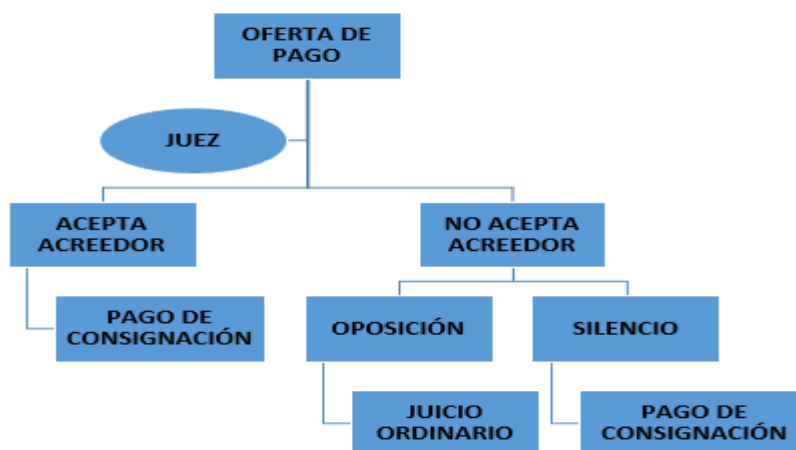 OFERTA DE
PAGO
JUEZ
ACEPTA
ACREEDOR
NO ACEPTA
ACREEDOR
PAGO DE
CONSIGNACIÓN
OPOSICIÓN
SILENCIO
JUICIO
ORDINARIO
PAGO DE
CONSIGNACIÓN